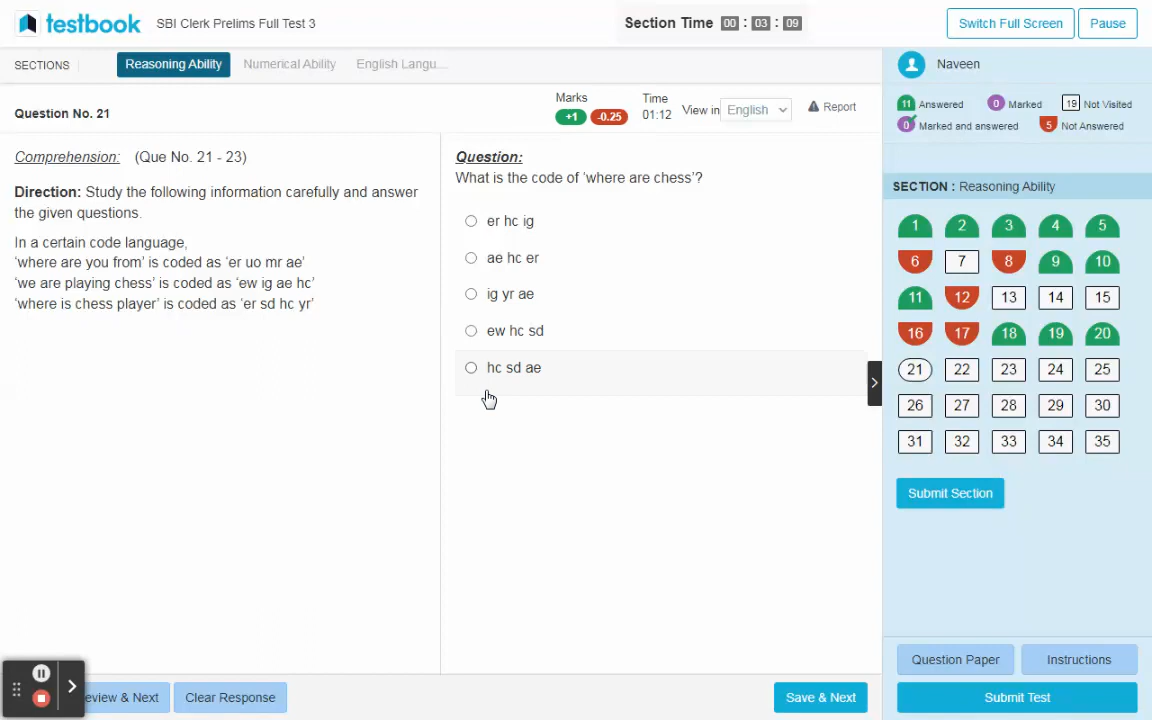 testbook
SBI Clerk Prelims Full Test 3
Section Time 00 : 03 : 09
Switch Full Screen
Pause
SECTIONS
Reasoning Ability
Numerical Ability
English Langu...
Naveen
Question No. 21
Marks
+1 -0.25
Time
01:12
View in English
Report
11 Answered
0 Marked
19 Not Visited
0 Marked and answered
5 Not Answered
Comprehension: (Que No. 21 - 23)
Direction: Study the following information carefully and answer
the given questions.
In a certain code language,
‘where are you from’ is coded as ‘er uo mr ae’
‘we are playing chess’ is coded as ‘ew ig ae hc’
‘where is chess player’ is coded as ‘er sd hc yr’
Question:
What is the code of ‘where are chess’?
er hc ig
ae hc er
ig yr ae
ew hc sd
hc sd ae
SECTION : Reasoning Ability
1 2 3 4 5
6 7 8 9 10
11 12 13 14 15
16 17 18 19 20
21 22 23 24 25
26 27 28 29 30
31 32 33 34 35
Submit Section
Question Paper
Instructions
eview & Next
Clear Response
Save & Next
Submit Test